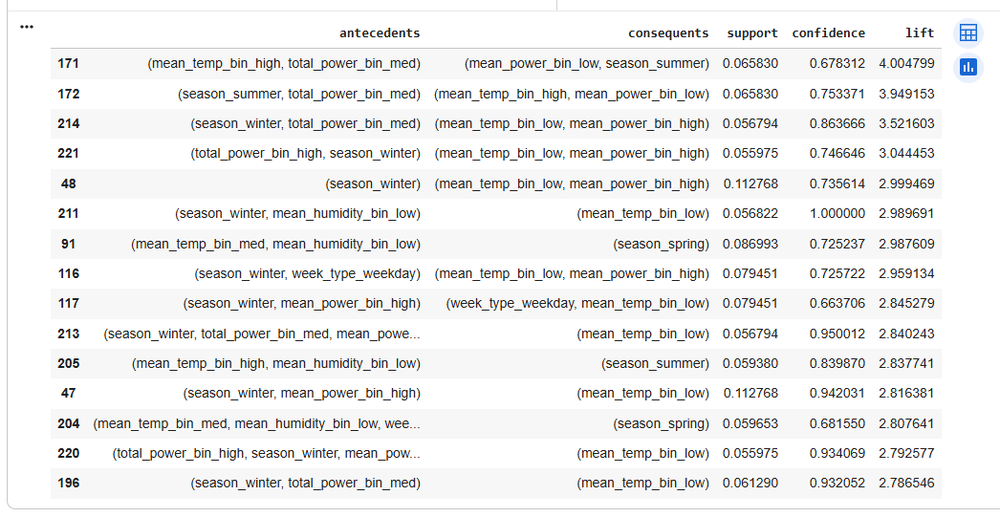 antecedents consequents support confidence lift
171 (mean_temp_bin_high, total_power_bin_med) (mean_power_bin_low, season_summer) 0.065830 0.678312 4.004799
172 (season_summer, total_power_bin_med) (mean_temp_bin_high, mean_power_bin_low) 0.065830 0.753371 3.949153
214 (season_winter, total_power_bin_med) (mean_temp_bin_low, mean_power_bin_high) 0.056794 0.863666 3.521603
221 (total_power_bin_high, season_winter) (mean_temp_bin_low, mean_power_bin_high) 0.055975 0.746646 3.044453
48 (season_winter) (mean_temp_bin_low, mean_power_bin_high) 0.112768 0.735614 2.999469
211 (season_winter, mean_humidity_bin_low) (mean_temp_bin_low) 0.056822 1.000000 2.989691
91 (mean_temp_bin_med, mean_humidity_bin_low) (season_spring) 0.086993 0.725237 2.987609
116 (season_winter, week_type_weekday) (mean_temp_bin_low, mean_power_bin_high) 0.079451 0.725722 2.959134
117 (season_winter, mean_power_bin_high) (week_type_weekday, mean_temp_bin_low) 0.079451 0.663706 2.845279
213 (season_winter, total_power_bin_med, mean_powe... (mean_temp_bin_low) 0.056794 0.950012 2.840243
205 (mean_temp_bin_high, mean_humidity_bin_low) (season_summer) 0.059380 0.839870 2.837741
47 (season_winter, mean_power_bin_high) (mean_temp_bin_low) 0.112768 0.942031 2.816381
204 (mean_temp_bin_med, mean_humidity_bin_low, wee... (season_spring) 0.059653 0.681550 2.807641
220 (total_power_bin_high, season_winter, mean_pow... (mean_temp_bin_low) 0.055975 0.934069 2.792577
196 (season_winter, total_power_bin_med) (mean_temp_bin_low) 0.061290 0.932052 2.786546